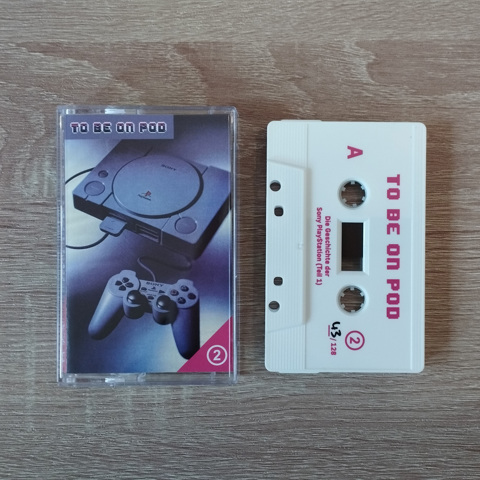 TO BE ON POD
SONY
2
A
TO BE ON POD
Die Geschichte der
Sony PlayStation (Teil 1)
2
43/128